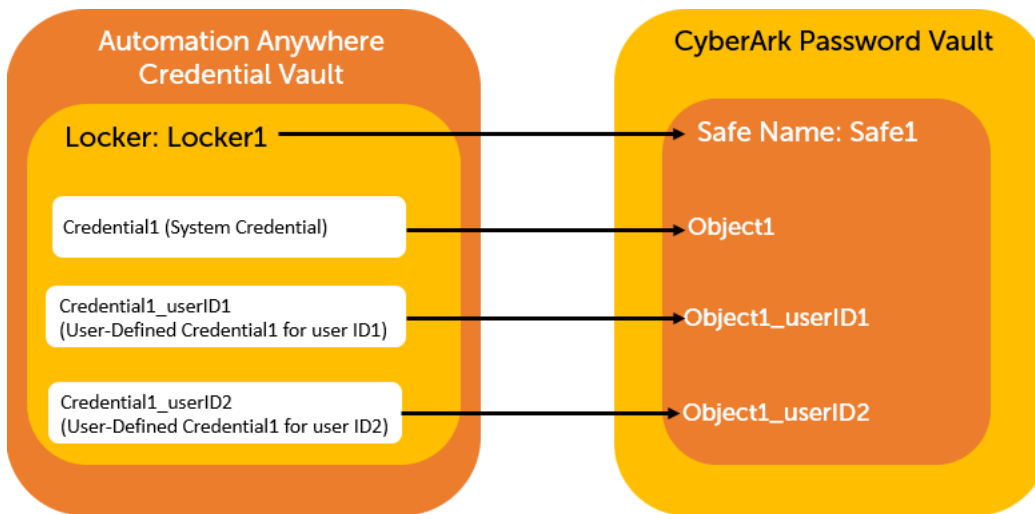 Automation Anywhere
Credential Vault
Locker: Locker1
Credential1 (System Credential)
Credential1_userID1
(User-Defined Credential1 for user ID1)
Credential1_userID2
(User-Defined Credential1 for user ID2)
CyberArk Password Vault
Safe Name: Safe1
Object1
Object1_userID1
Object1_userID2